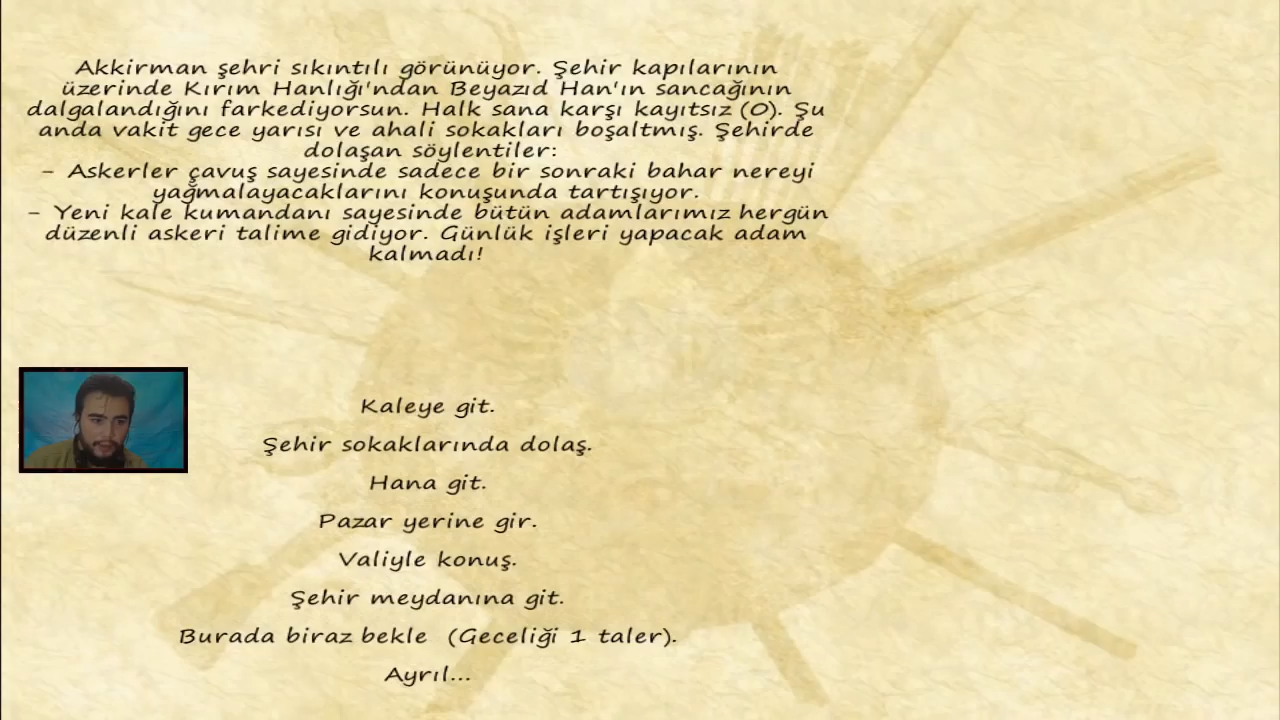 Akkirman şehri sıkıntılı görünüyor. Şehir kapılarının
üzerinde Kırım Hanlığı'ndan Beyazıd Han'ın sancağının
dalgalandığını farkediyorsun. Halk sana karşı kayıtsız (0). Şu
anda vakit gece yarısı ve ahali sokakları boşaltmış. Şehirde
dolaşan söylentiler:
- Askerler çavuş sayesinde sadece bir sonraki bahar nereyi
yağmalayacaklarını konuşunda tartışıyor.
- Yeni kale kumandanı sayesinde bütün adamlarımız hergün
düzenli askeri talime gidiyor. Günlük işleri yapacak adam
kalmadı!
Kaleye git.
Şehir sokaklarında dolaş.
Hana git.
Pazar yerine gir.
Valiyle konuş.
Şehir meydanına git.
Burada biraz bekle (Geceliği 1 taler).
Ayrıl...